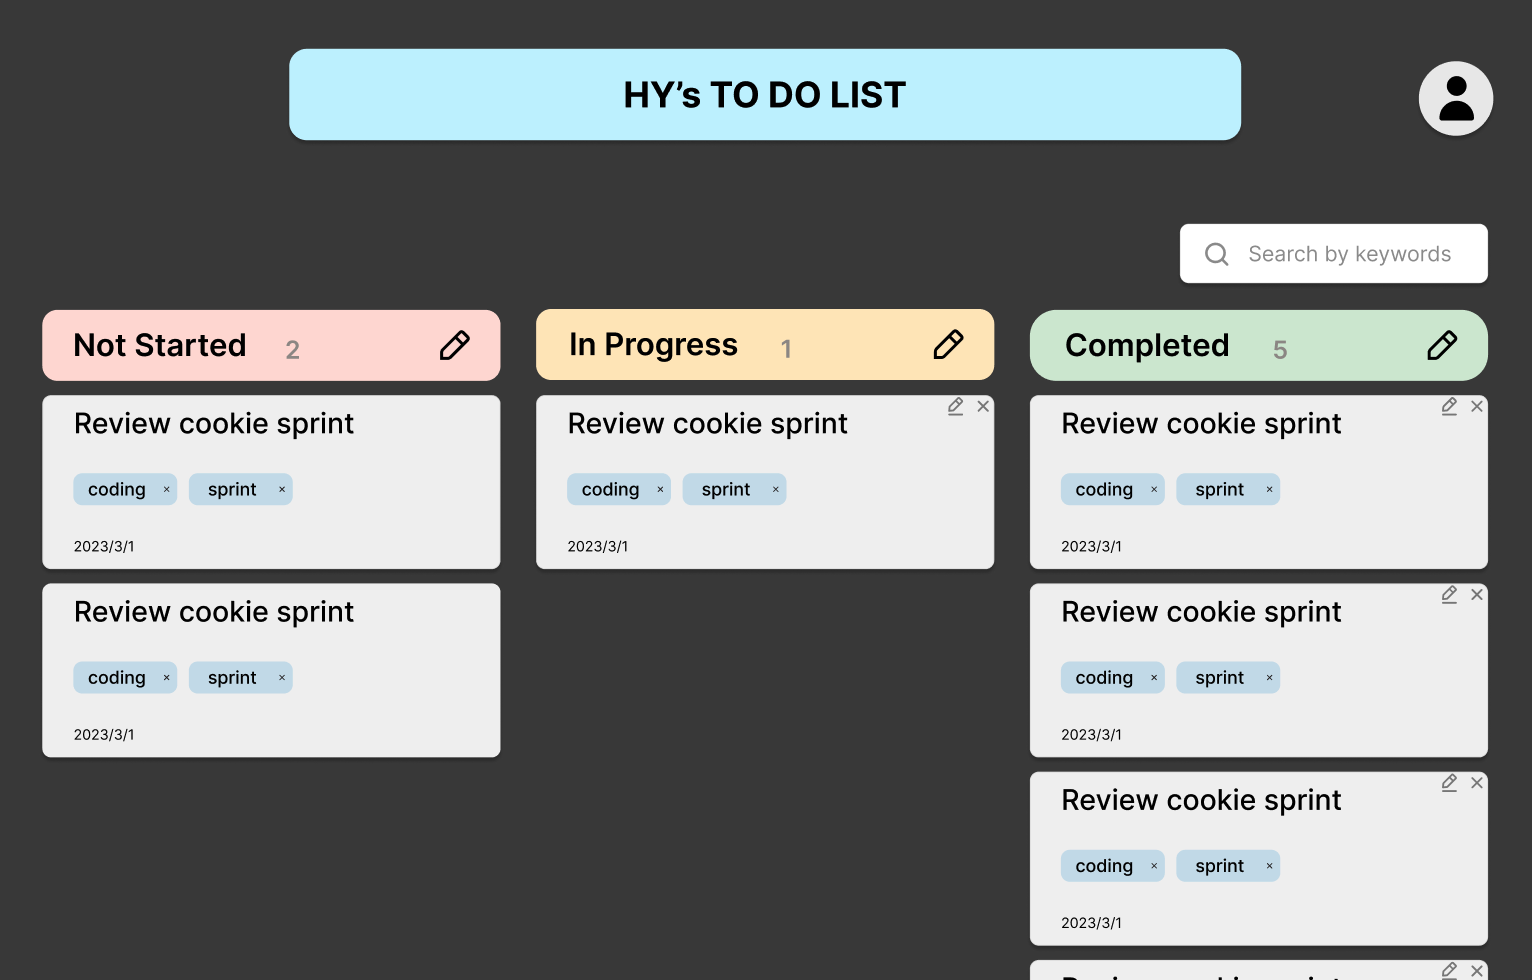 HY’s TO DO LIST
Search by keywords
Not Started 2
Review cookie sprint
coding × sprint ×
2023/3/1
Review cookie sprint
coding × sprint ×
2023/3/1
In Progress 1
Review cookie sprint
coding × sprint ×
2023/3/1
Completed 5
Review cookie sprint
coding × sprint ×
2023/3/1
Review cookie sprint
coding × sprint ×
2023/3/1
Review cookie sprint
coding × sprint ×
2023/3/1